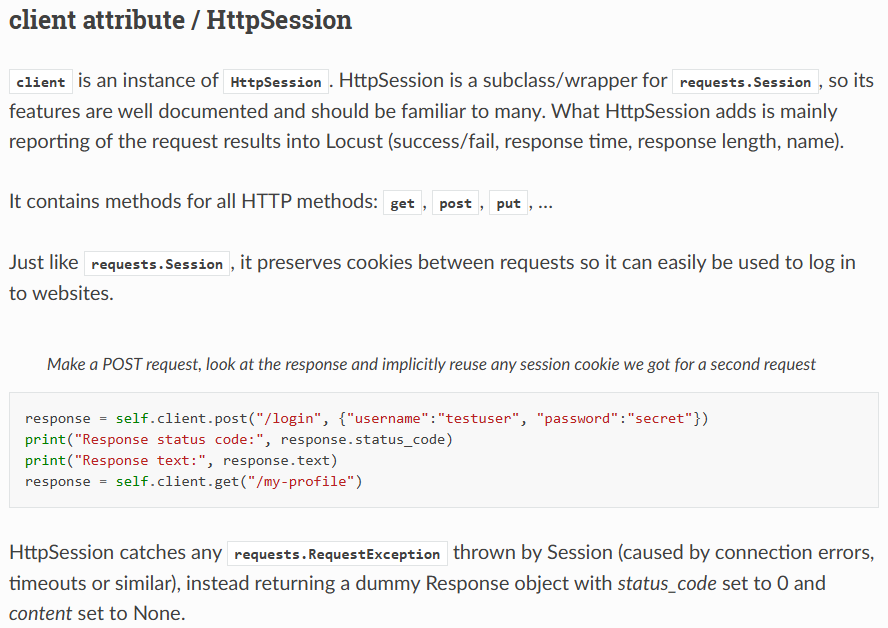 client attribute / HttpSession
client is an instance of HttpSession. HttpSession is a subclass/wrapper for requests.Session, so its
features are well documented and should be familiar to many. What HttpSession adds is mainly
reporting of the request results into Locust (success/fail, response time, response length, name).
It contains methods for all HTTP methods: get, post, put, ...
Just like requests.Session, it preserves cookies between requests so it can easily be used to log in
to websites.
Make a POST request, look at the response and implicitly reuse any session cookie we got for a second request
response = self.client.post("/login", {"username":"testuser", "password":"secret"})
print("Response status code:", response.status_code)
print("Response text:", response.text)
response = self.client.get("/my-profile")
HttpSession catches any requests.RequestException thrown by Session (caused by connection errors,
timeouts or similar), instead returning a dummy Response object with status_code set to 0 and
content set to None.